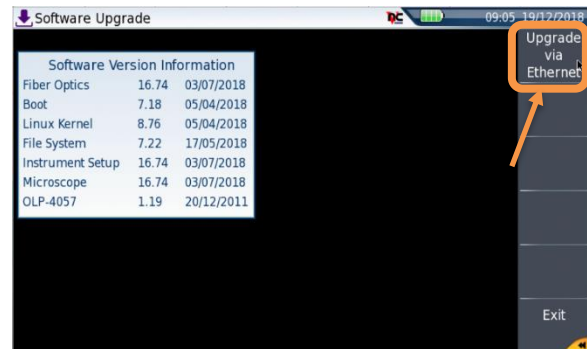 Software Upgrade
DC
09:05 19/12/2018
Upgrade
via
Ethernet
Software Version Information
Fiber Optics 16.74 03/07/2018
Boot 7.18 05/04/2018
Linux Kernel 8.76 05/04/2018
File System 7.22 17/05/2018
Instrument Setup 16.74 03/07/2018
Microscope 16.74 03/07/2018
OLP-4057 1.19 20/12/2011
Exit